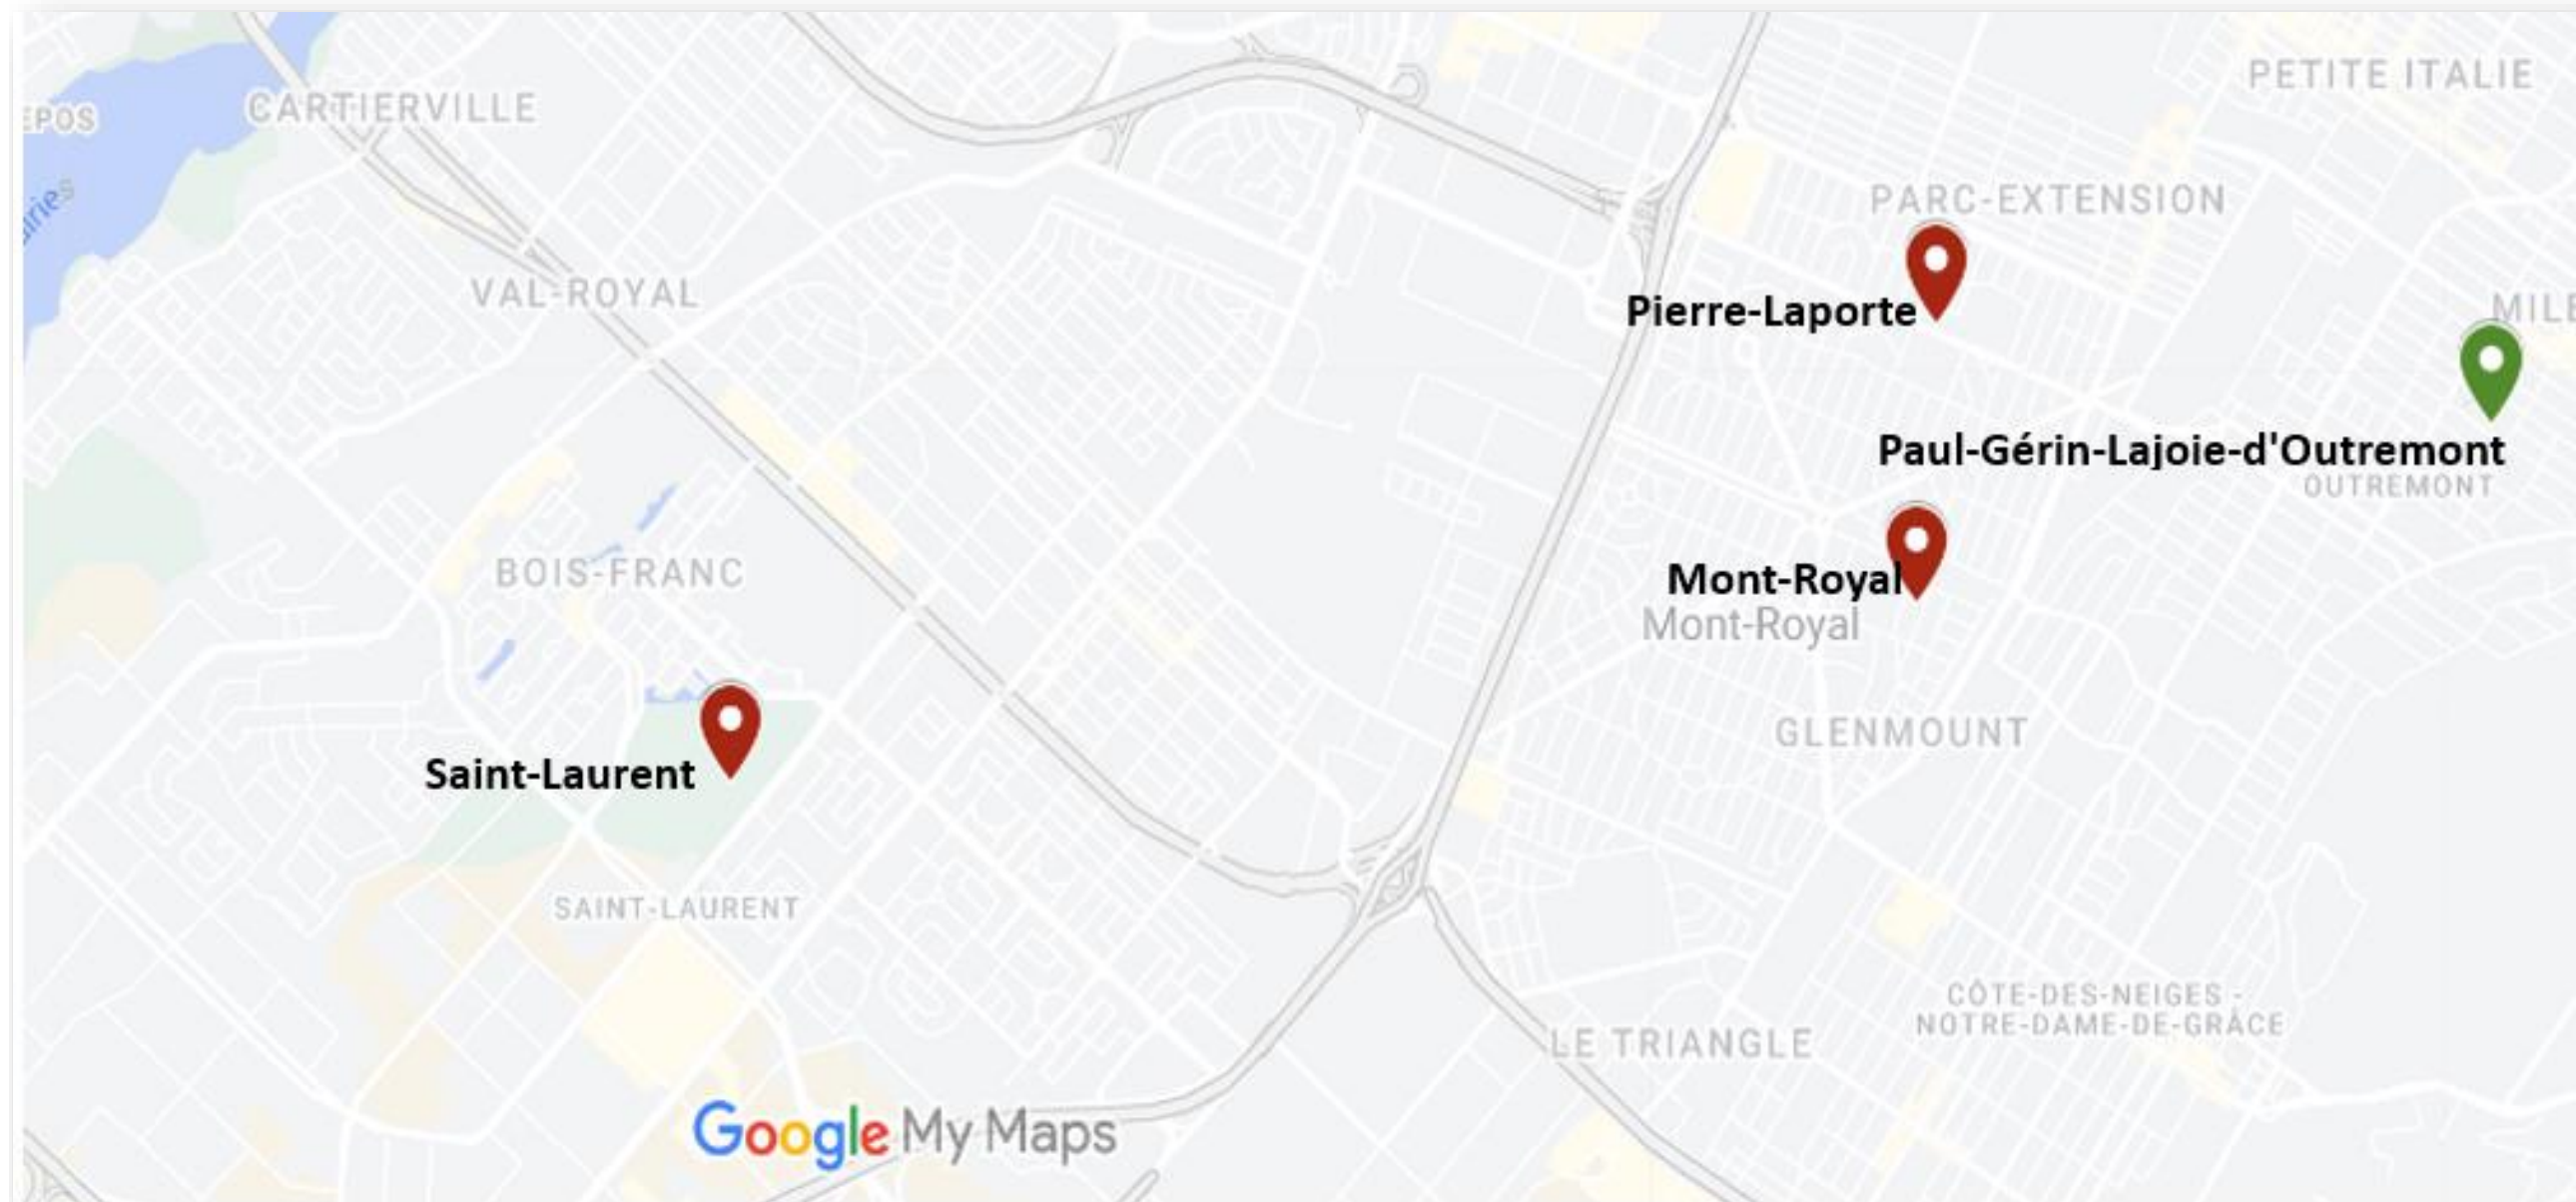 PETITE ITALIE
CARTIERVILLE
EPOS
PARC-EXTENSION
VAL-ROYAL
Pierre-Laporte
MILE
Paul-Gérin-Lajoie-d'Outremont
OUTREMONT
BOIS-FRANC
Mont-Royal
Mont-Royal
GLENMOUNT
Saint-Laurent
SAINT-LAURENT
CÔTE-DES-NEIGES -
NOTRE-DAME-DE-GRÂCE
LE TRIANGLE
Google My Maps